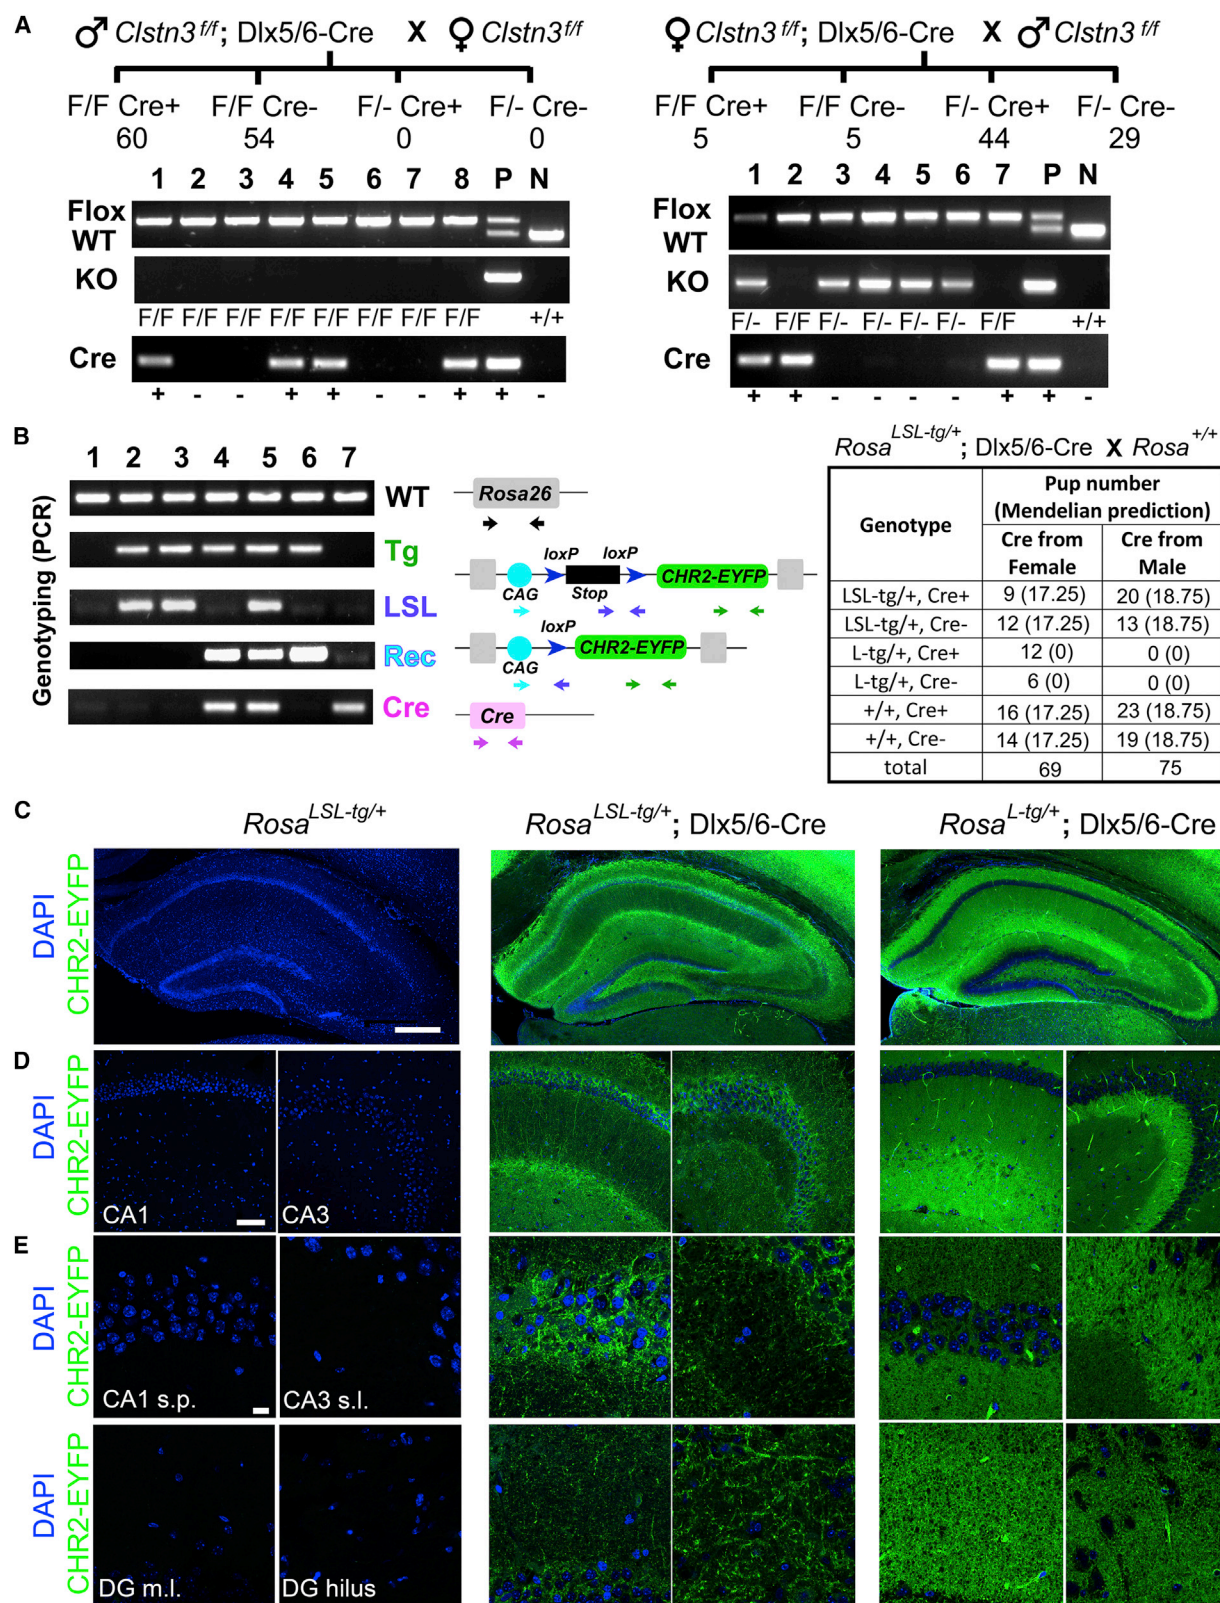 A
♂ Clstn3 f/f; Dlx5/6-Cre X ♀ Clstn3 f/f
F/F Cre+ F/F Cre- F/- Cre+ F/- Cre-
60 54 0 0
1 2 3 4 5 6 7 8 P N
Flox
WT
KO
F/F F/F F/F F/F F/F F/F F/F F/F +/+
Cre
+ - - + + - - + + -
♀ Clstn3 f/f; Dlx5/6-Cre X ♂ Clstn3 f/f
F/F Cre+ F/F Cre- F/- Cre+ F/- Cre-
5 5 44 29
1 2 3 4 5 6 7 P N
Flox
WT
KO
F/- F/F F/- F/- F/- F/- F/F +/+
Cre
+ + - - - - + + -
B
Genotyping (PCR)
1 2 3 4 5 6 7
WT
Tg
LSL
Rec
Cre
Rosa26
loxP loxP
CAG Stop CHR2-EYFP
loxP
CAG CHR2-EYFP
Cre
Rosa LSL-tg/+; Dlx5/6-Cre X Rosa +/+
Genotype
Pup number
(Mendelian prediction)
Cre from Female
Cre from Male
LSL-tg/+, Cre+ 9 (17.25) 20 (18.75)
LSL-tg/+, Cre- 12 (17.25) 13 (18.75)
L-tg/+, Cre+ 12 (0) 0 (0)
L-tg/+, Cre- 6 (0) 0 (0)
+/+, Cre+ 16 (17.25) 23 (18.75)
+/+, Cre- 14 (17.25) 19 (18.75)
total 69 75
C
Rosa LSL-tg/+
Rosa LSL-tg/+; Dlx5/6-Cre
Rosa L-tg/+; Dlx5/6-Cre
DAPI
CHR2-EYFP
D
DAPI
CHR2-EYFP
CA1 CA3
E
DAPI
CHR2-EYFP
CA1 s.p. CA3 s.l.
DAPI
CHR2-EYFP
DG m.l. DG hilus